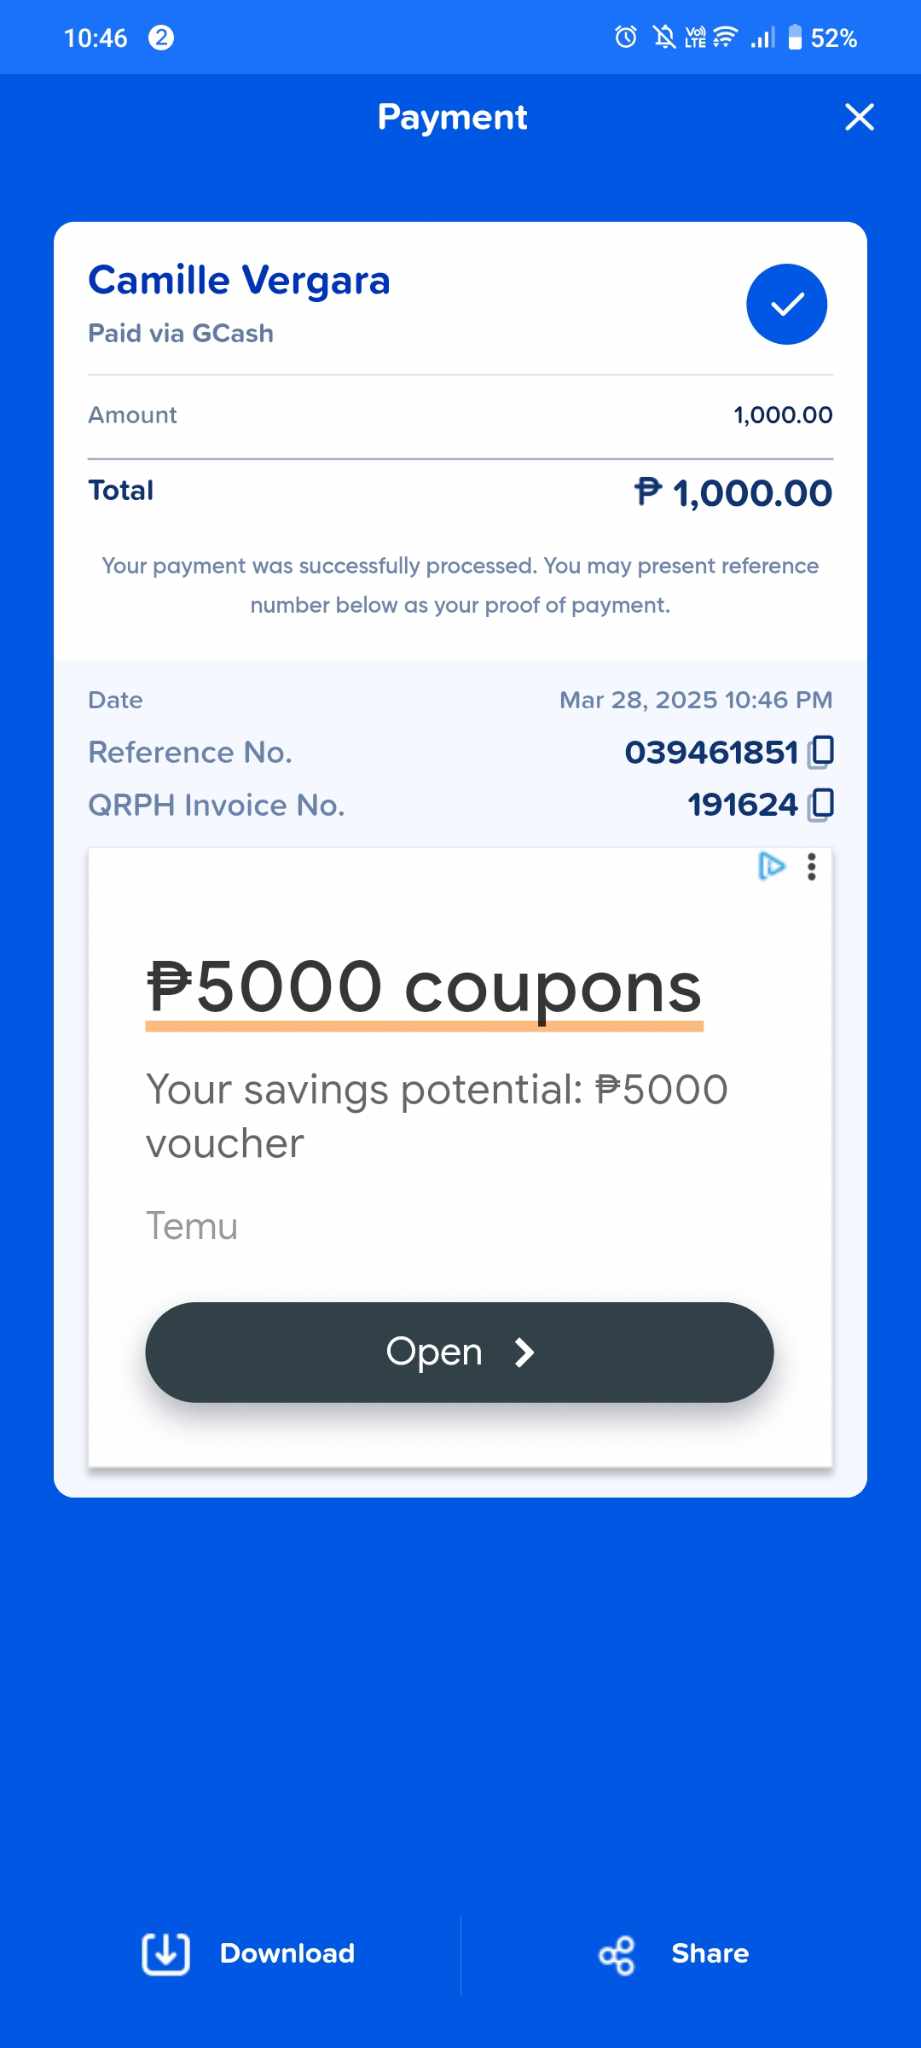 10:46 2 Vo) LTE 52%
Payment
Camille Vergara
Paid via GCash
Amount 1,000.00
Total ₱ 1,000.00
Your payment was successfully processed. You may present reference
number below as your proof of payment.
Date Mar 28, 2025 10:46 PM
Reference No. 039461851
QRPH Invoice No. 191624
₱5000 coupons
Your savings potential: ₱5000
voucher
Temu
Open
Download Share